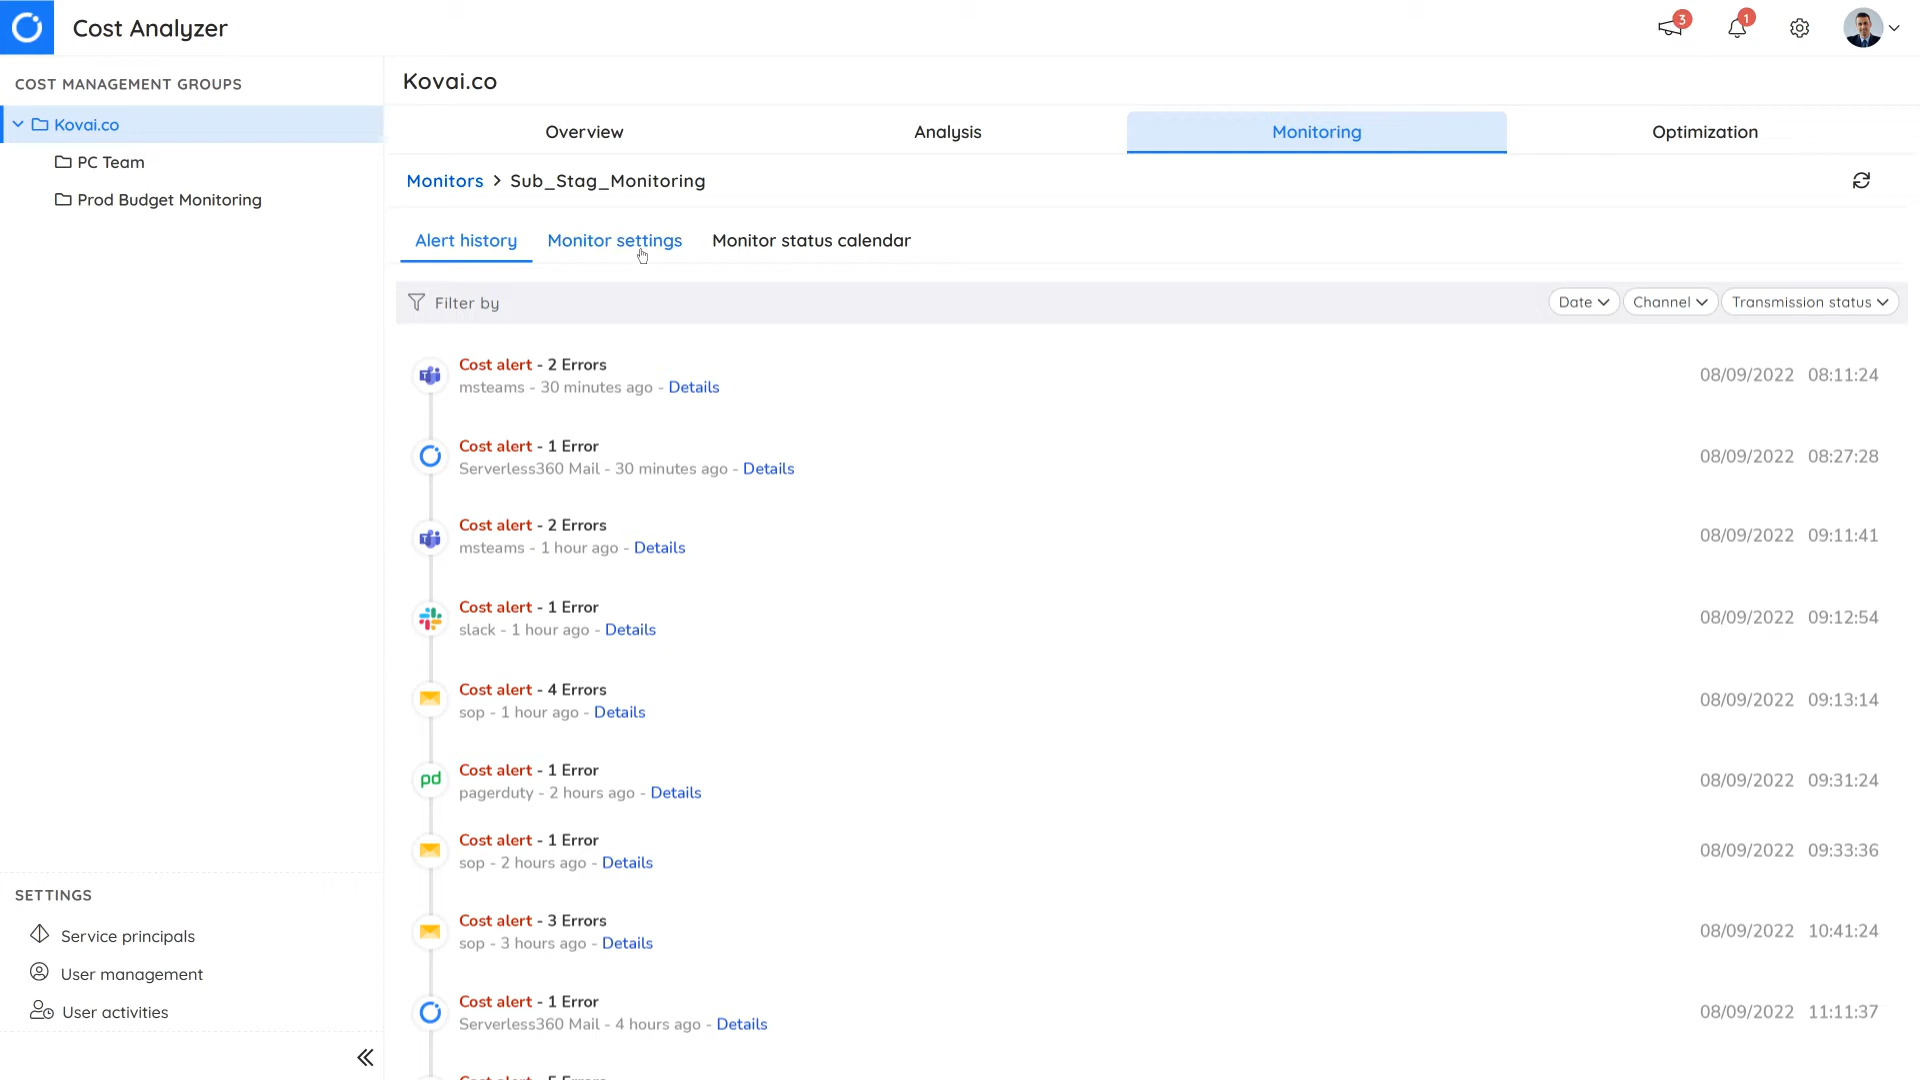 Cost Analyzer
3
1
COST MANAGEMENT GROUPS
Kovai.co
PC Team
Prod Budget Monitoring
SETTINGS
Service principals
User management
User activities
Kovai.co
Overview
Analysis
Monitoring
Optimization
Monitors > Sub_Stag_Monitoring
Alert history
Monitor settings
Monitor status calendar
Filter by
Date
Channel
Transmission status
Cost alert - 2 Errors
msteams - 30 minutes ago - Details
08/09/2022 08:11:24
Cost alert - 1 Error
Serverless360 Mail - 30 minutes ago - Details
08/09/2022 08:27:28
Cost alert - 2 Errors
msteams - 1 hour ago - Details
08/09/2022 09:11:41
Cost alert - 1 Error
slack - 1 hour ago - Details
08/09/2022 09:12:54
Cost alert - 4 Errors
sop - 1 hour ago - Details
08/09/2022 09:13:14
pd
Cost alert - 1 Error
pagerduty - 2 hours ago - Details
08/09/2022 09:31:24
Cost alert - 1 Error
sop - 2 hours ago - Details
08/09/2022 09:33:36
Cost alert - 3 Errors
sop - 3 hours ago - Details
08/09/2022 10:41:24
Cost alert - 1 Error
Serverless360 Mail - 4 hours ago - Details
08/09/2022 11:11:37
Cost alert - 5 Errors